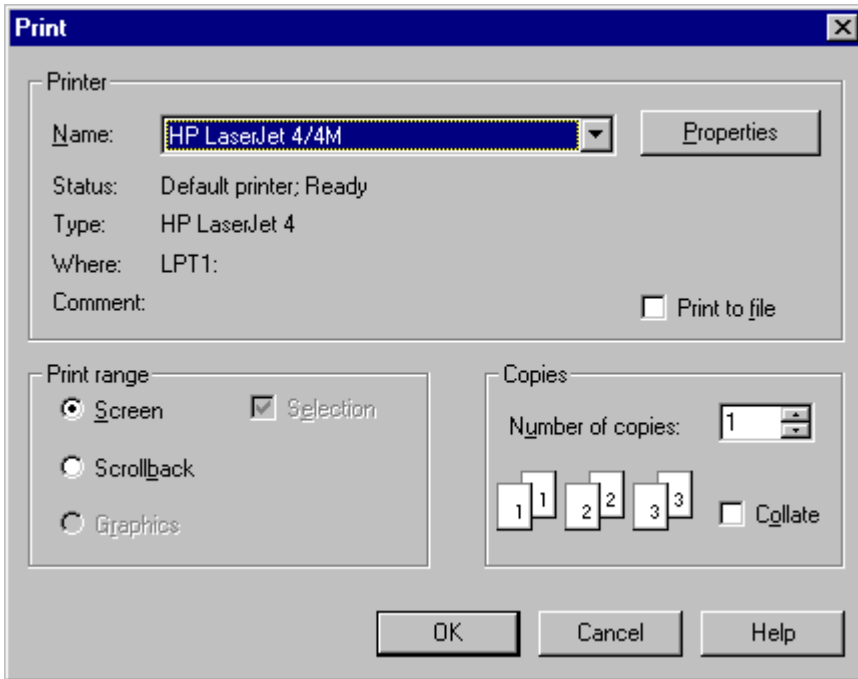 Print
Printer
Name: HP LaserJet 4/4M Properties
Status: Default printer; Ready
Type: HP LaserJet 4
Where: LPT1:
Comment: Print to file
Print range
Screen Selection
Scrollback
Graphics
Copies
Number of copies: 1
1 1 2 2 3 3 Collate
OK Cancel Help